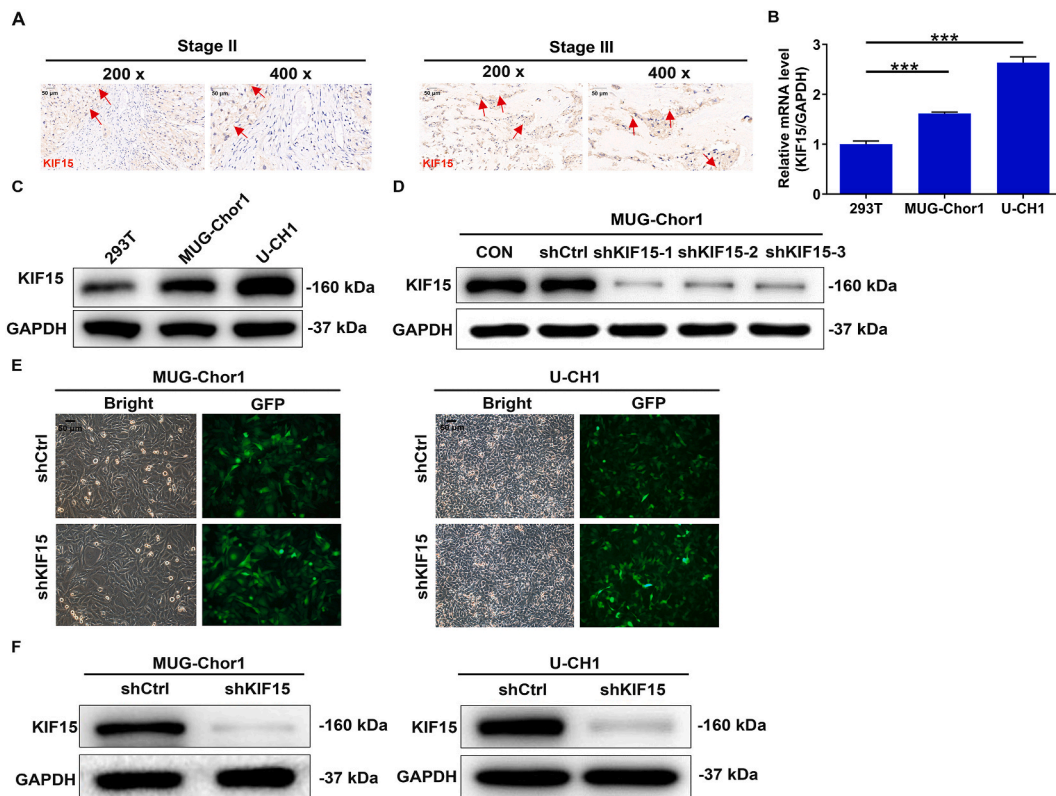 A
Stage II
200 x
400 x
50 μm
50 μm
KIF15
Stage III
200 x
400 x
50 μm
50 μm
KIF15
B
Relative mRNA level
(KIF15/GAPDH)
3
2
1
0
***
***
293T
MUG-Chor1
U-CH1
C
293T
MUG-Chor1
U-CH1
KIF15
-160 kDa
GAPDH
-37 kDa
D
MUG-Chor1
CON shCtrl shKIF15-1 shKIF15-2 shKIF15-3
KIF15
-160 kDa
GAPDH
-37 kDa
E
MUG-Chor1
Bright GFP
shCtrl
50 μm
shKIF15
U-CH1
Bright GFP
shCtrl
50 μm
shKIF15
F
MUG-Chor1
shCtrl shKIF15
KIF15
-160 kDa
GAPDH
-37 kDa
U-CH1
shCtrl shKIF15
KIF15
-160 kDa
GAPDH
-37 kDa